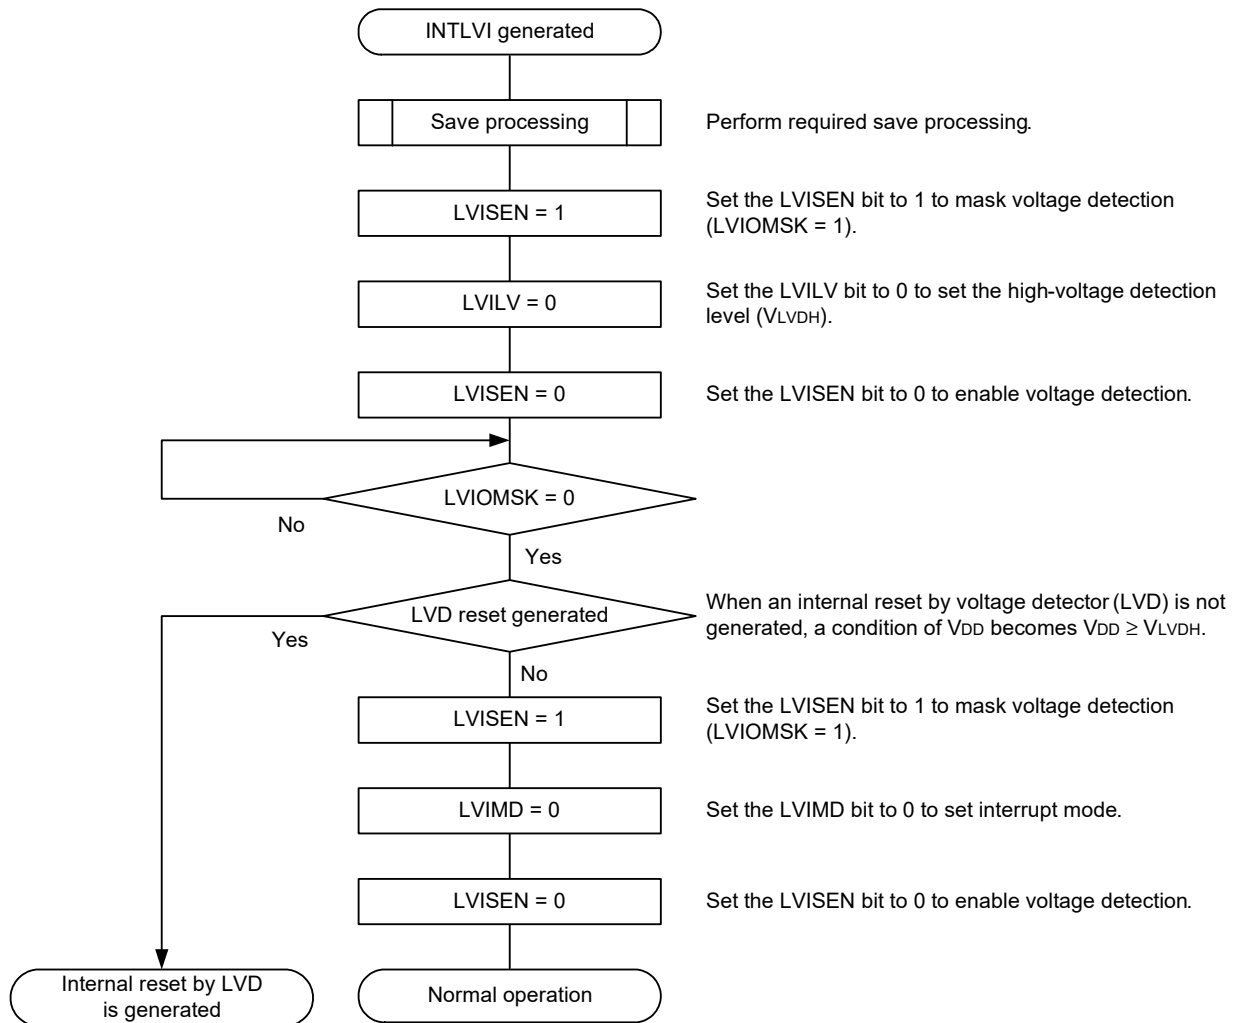 INTLVI generated
Save processing
Perform required save processing.
LVISEN = 1
Set the LVISEN bit to 1 to mask voltage detection
(LVIOMSK = 1).
LVILV = 0
Set the LVILV bit to 0 to set the high-voltage detection
level (VLVDH).
LVISEN = 0
Set the LVISEN bit to 0 to enable voltage detection.
LVIOMSK = 0
No
Yes
LVD reset generated
When an internal reset by voltage detector (LVD) is not
generated, a condition of VDD becomes VDD ≥ VLVDH.
Yes
No
LVISEN = 1
Set the LVISEN bit to 1 to mask voltage detection
(LVIOMSK = 1).
LVIMD = 0
Set the LVIMD bit to 0 to set interrupt mode.
LVISEN = 0
Set the LVISEN bit to 0 to enable voltage detection.
Internal reset by LVD
is generated
Normal operation